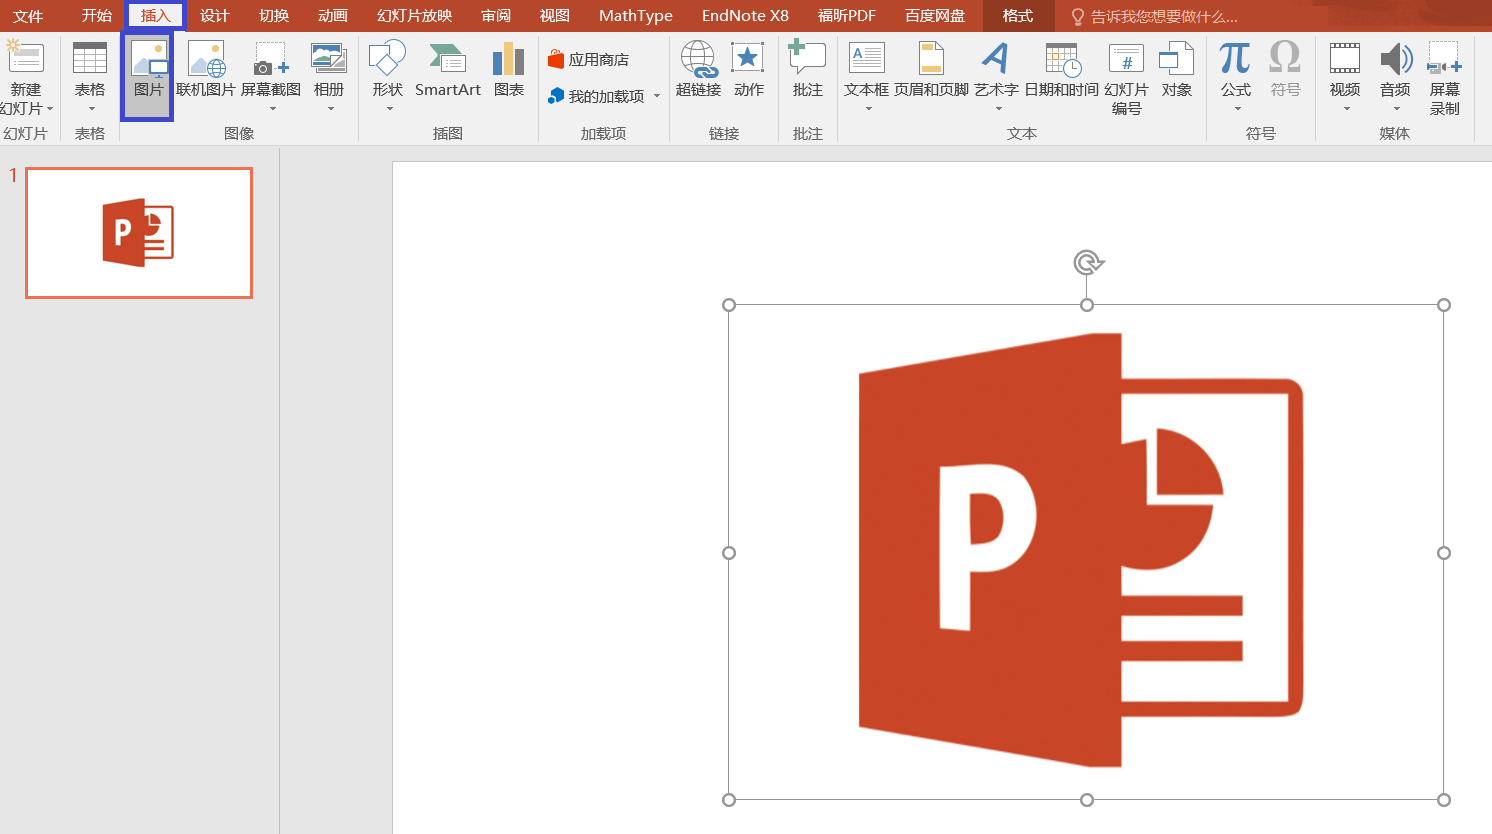 文件 开始 插入 设计 切换 动画 幻灯片放映 审阅 视图 MathType EndNote X8 福昕PDF 百度网盘 格式 告诉我您想要做什么...
新建 表格 图片 联机图片 屏幕截图 相册 形状 SmartArt 图表 应用商店 超链接 动作 批注 文本框 页眉和页脚 艺术字 日期和时间 幻灯片 对象 公式 符号 视频 音频 屏幕
幻灯片 我的加载项 编号 录制
幻灯片 表格 图像 插图 加载项 链接 批注 文本 符号 媒体
1
P
P